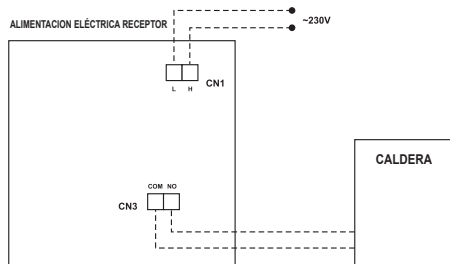 ALIMENTACION ELÉCTRICA RECEPTOR
~230V
CN1
L H
CALDERA
COM NO
CN3